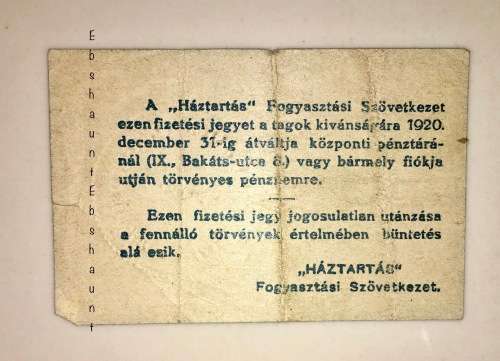 EbshauntEbshaunt
A „Háztartás“ Fogyasztási Szövetkezet
ezen fizetési jegyet a tagok kivánságára 1920.
december 31-ig átváltja központi pénztárá-
nál (IX., Bakáts-utca 8.) vagy bármely fiókja
utján törvényes pénznemre.
Ezen fizetési jegy jogosulatlan utánzása
a fennálló törvények értelmében büntetés
alá esik.
„HÁZTARTÁS“
Fogyasztási Szövetkezet.